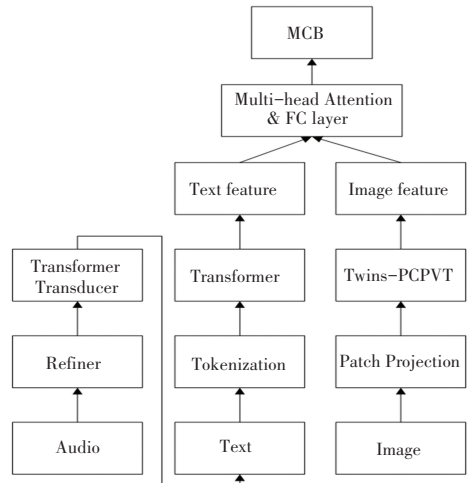 MCB
Multi-head Attention
& FC layer
Text feature
Image feature
Transformer
Transducer
Transformer
Twins-PCPVT
Refiner
Tokenization
Patch Projection
Audio
Text
Image